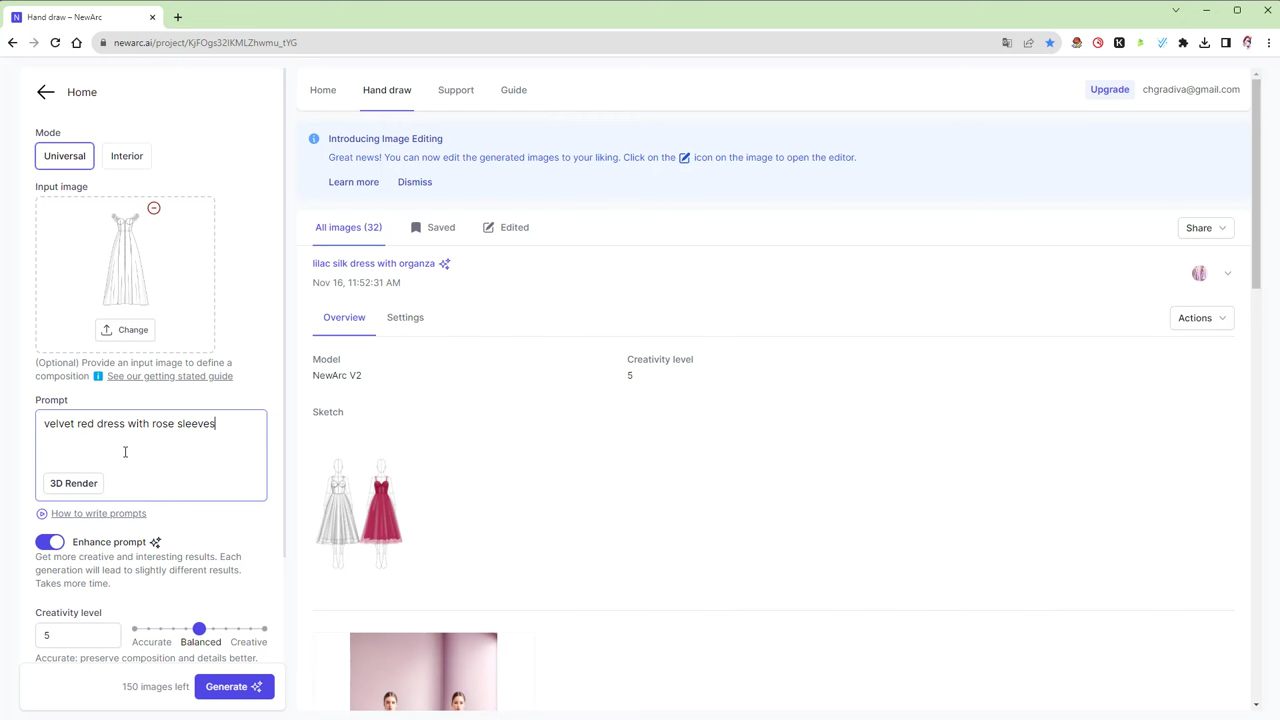 Hand draw – NewArc
newarc.ai/project/KjFOgs32IKMLZhwmu_tYG
Home
Mode
Universal
Interior
Input image
Change
(Optional) Provide an input image to define a
composition See our getting stated guide
Prompt
velvet red dress with rose sleeves
3D Render
How to write prompts
Enhance prompt
Get more creative and interesting results. Each
generation will lead to slightly different results.
Takes more time.
Creativity level
5
Accurate Balanced Creative
Accurate: preserve composition and details better.
150 images left
Generate
Home Hand draw Support Guide
Upgrade chgradiva@gmail.com
Introducing Image Editing
Great news! You can now edit the generated images to your liking. Click on the icon on the image to open the editor.
Learn more Dismiss
All images (32) Saved Edited
Share
lilac silk dress with organza
Nov 16, 11:52:31 AM
Overview Settings
Actions
Model Creativity level
NewArc V2 5
Sketch